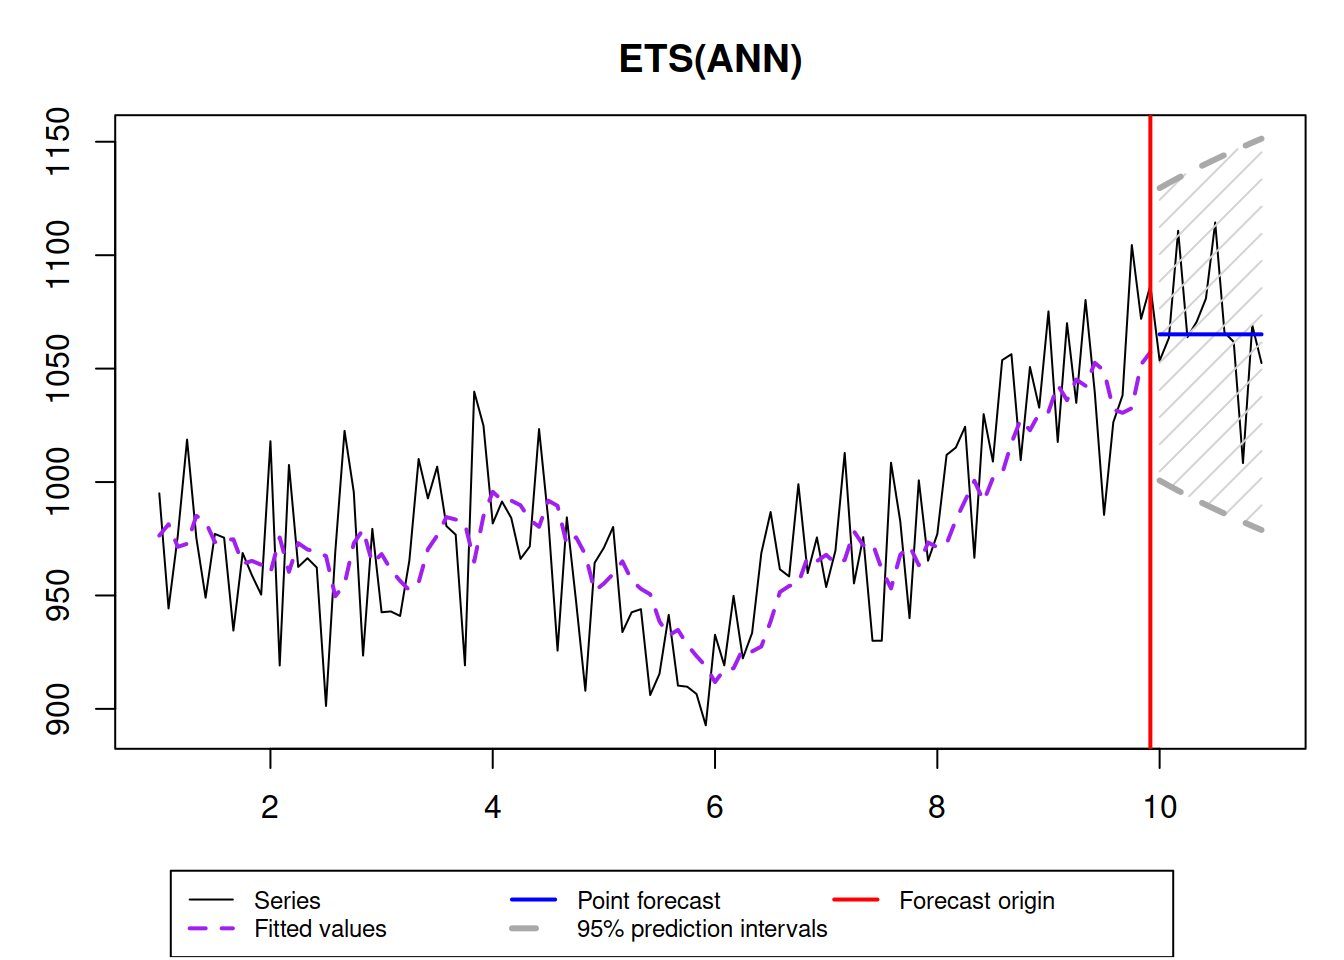 ETS(ANN)
1150
1100
1050
1000
950
900
2 4 6 8 10
Series Point forecast Forecast origin
Fitted values 95% prediction intervals